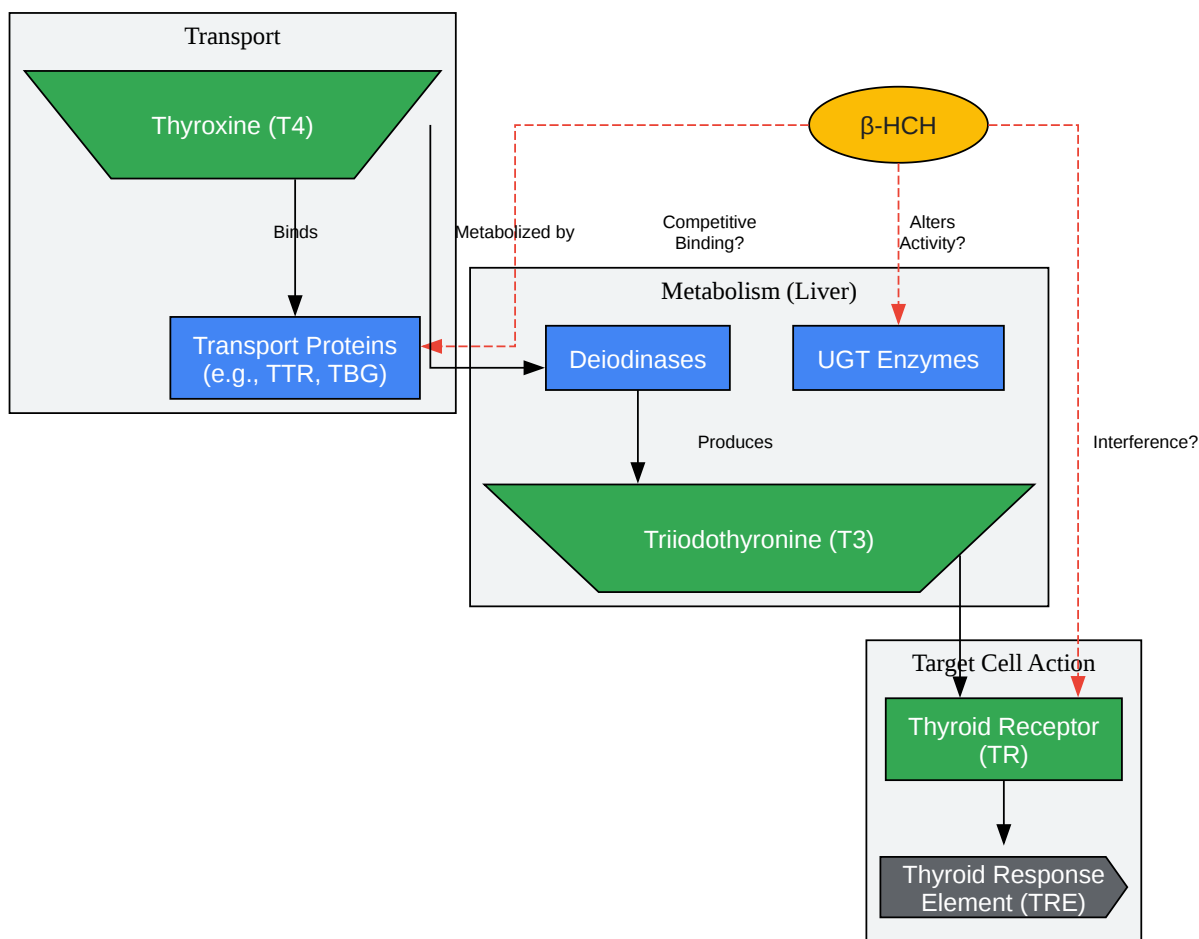 Transport
Thyroxine (T4)
β-HCH
Binds
Metabolized by
Competitive
Binding?
Alters
Activity?
Metabolism (Liver)
Transport Proteins
(e.g., TTR, TBG)
Deiodinases
UGT Enzymes
Produces
Interference?
Triiodothyronine (T3)
Target Cell Action
Thyroid Receptor
(TR)
Thyroid Response
Element (TRE)